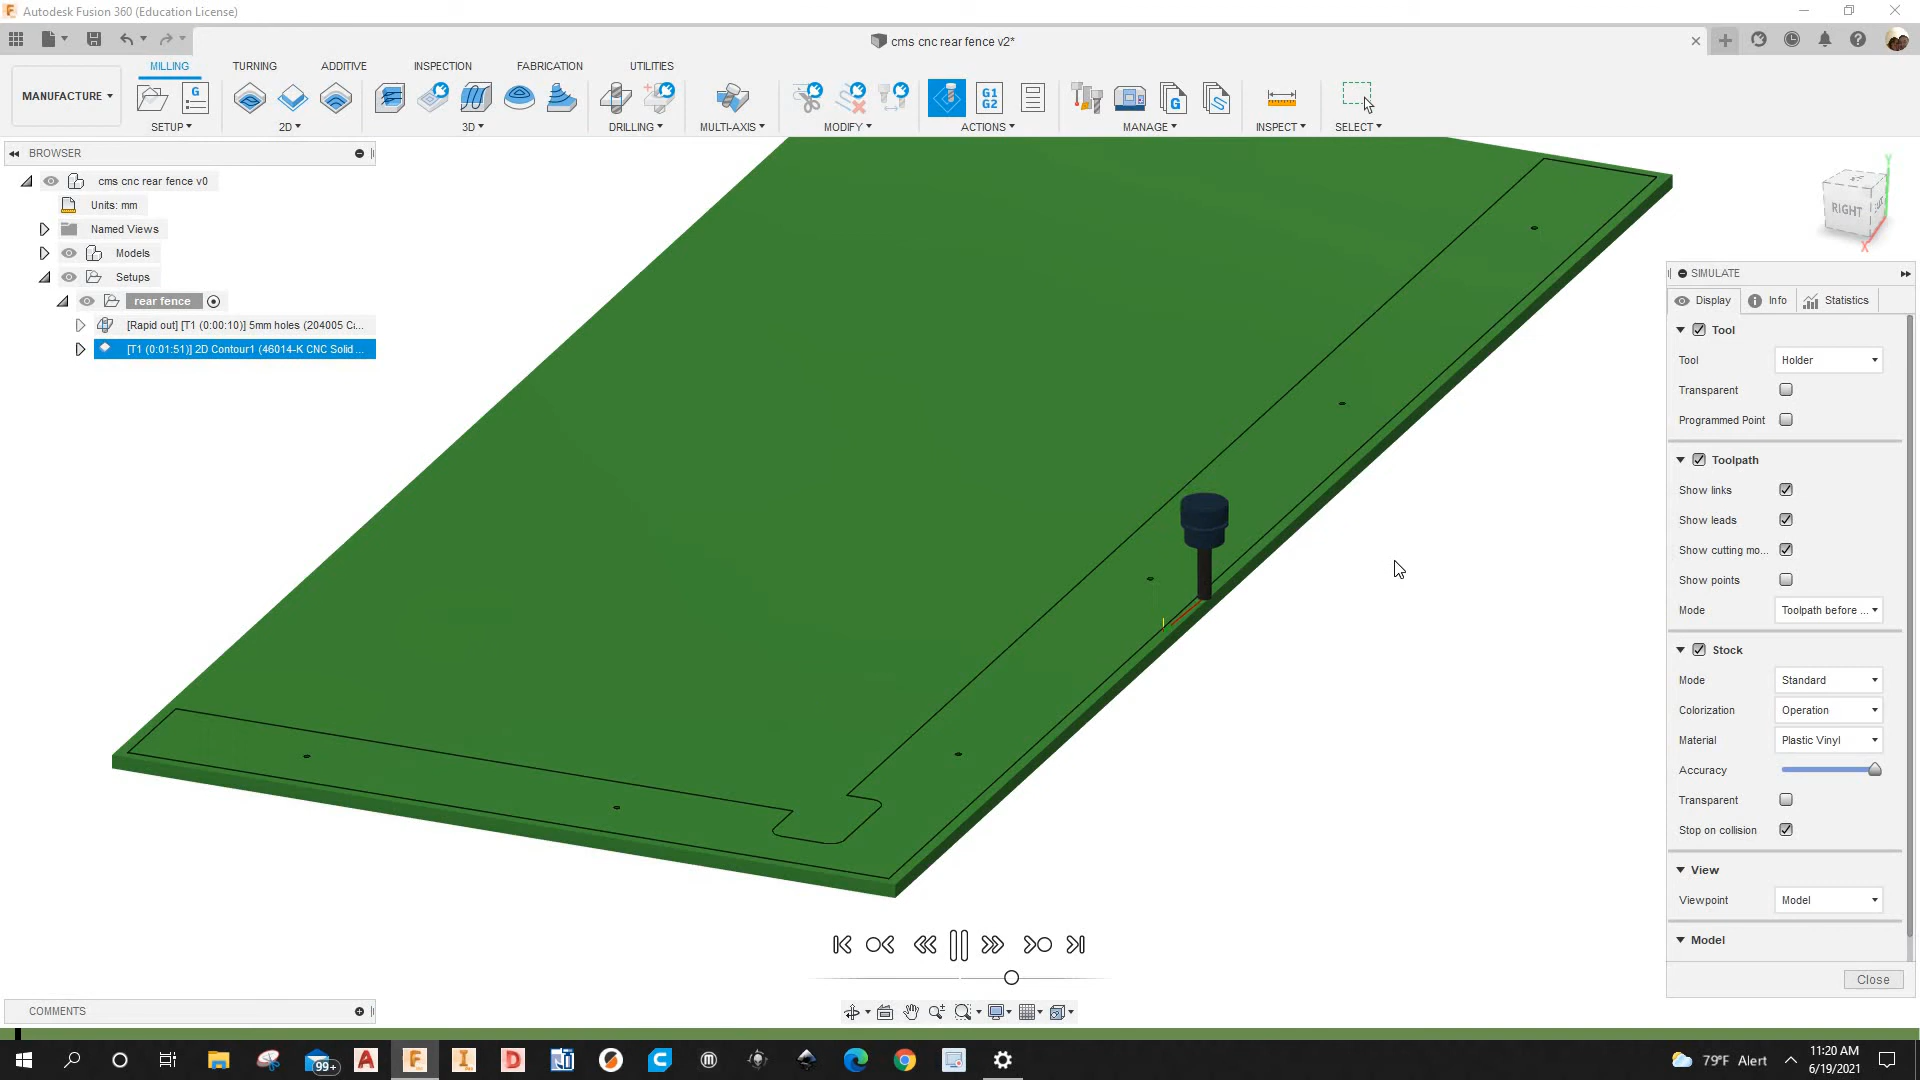 Autodesk Fusion 360 (Education License)
cms cnc rear fence v2*
MANUFACTURE
MILLING TURNING ADDITIVE INSPECTION FABRICATION UTILITIES
G1
G2
SETUP 2D 3D DRILLING MULTI-AXIS MODIFY ACTIONS MANAGE INSPECT SELECT
BROWSER
cms cnc rear fence v0
Units: mm
Named Views
Models
Setups
rear fence
[Rapid out] [T1 (0:00:10)] 5mm holes (204005 Ci...
[T1 (0:01:51)] 2D Contour1 (46014-K CNC Solid ...
RIGHT
Y
X
SIMULATE
Display Info Statistics
Tool
Tool Holder
Transparent
Programmed Point
Toolpath
Show links
Show leads
Show cutting mo...
Show points
Mode Toolpath before ...
Stock
Mode Standard
Colorization Operation
Material Plastic Vinyl
Accuracy
Transparent
Stop on collision
View
Viewpoint Model
Model
Close
COMMENTS
99+
79°F Alert
11:20 AM
6/19/2021